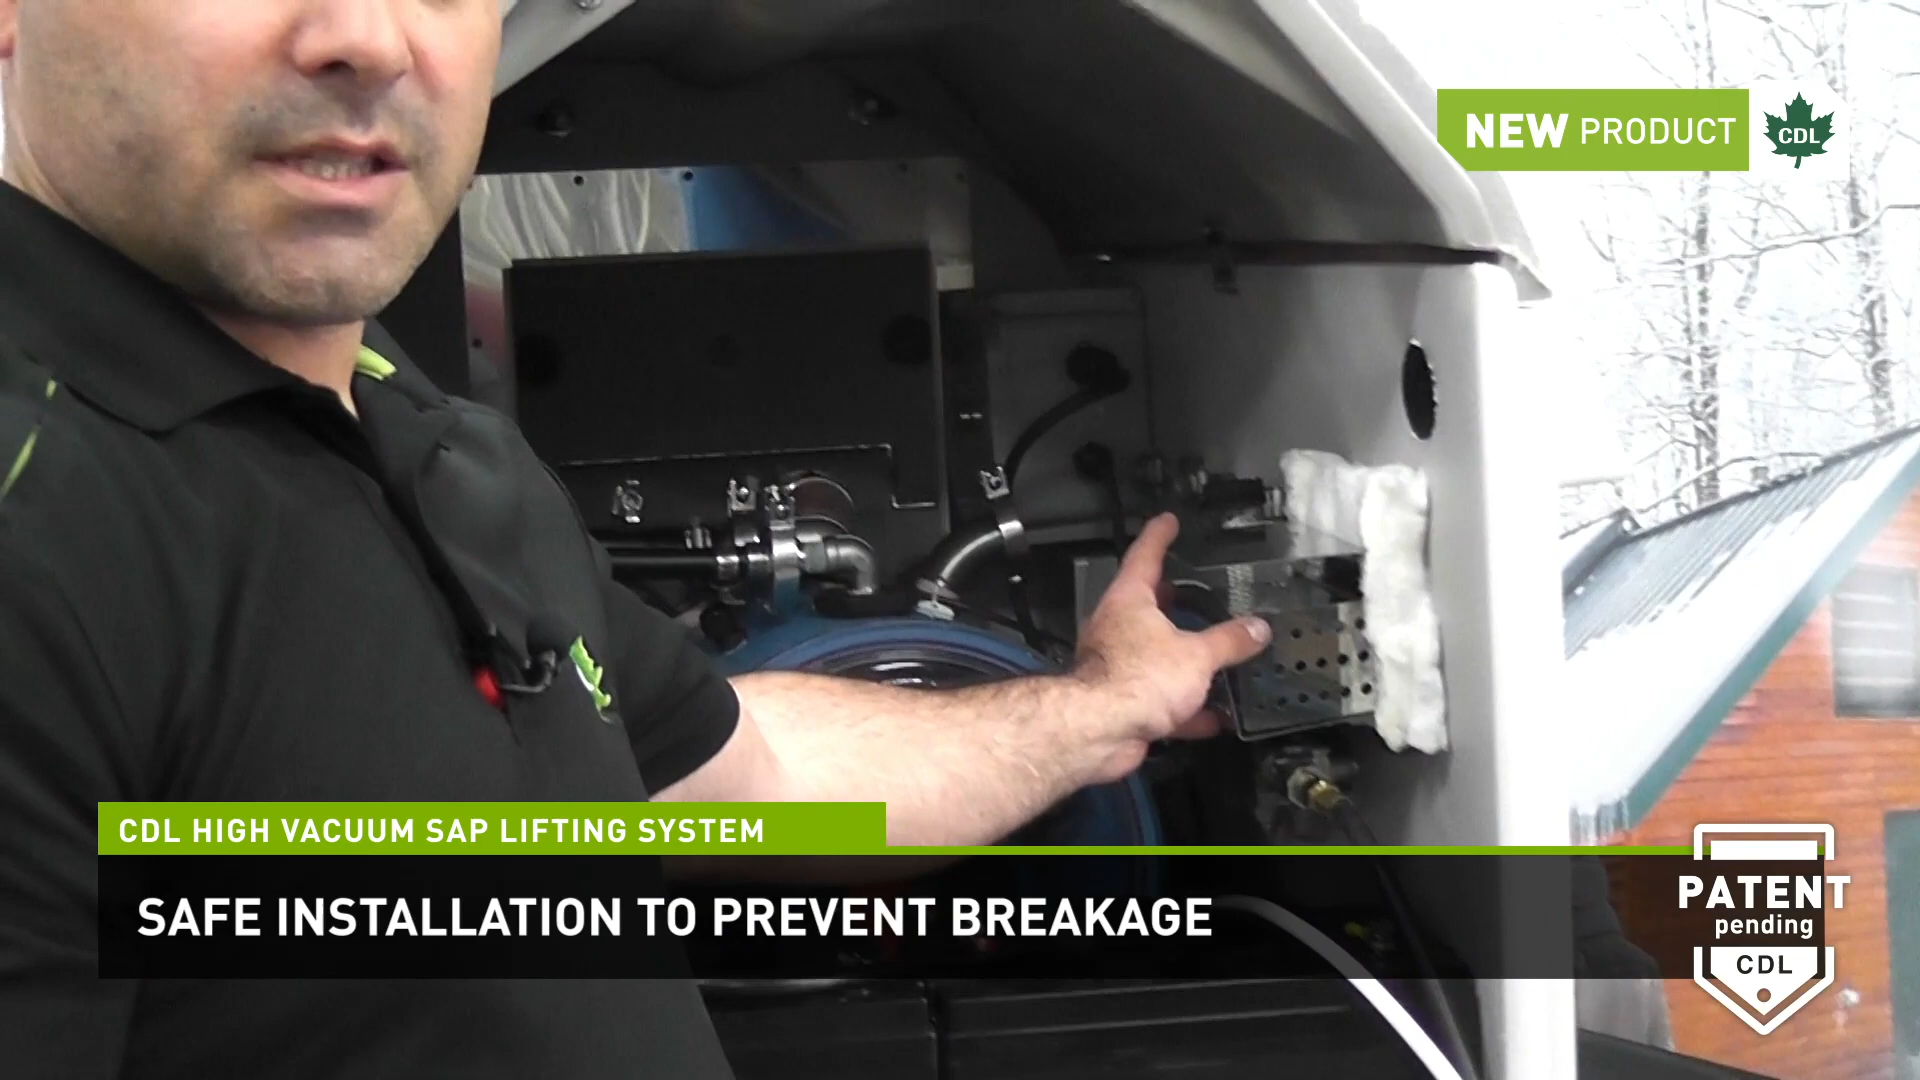 NEW PRODUCT
CDL
CDL HIGH VACUUM SAP LIFTING SYSTEM
SAFE INSTALLATION TO PREVENT BREAKAGE
PATENT
pending
CDL